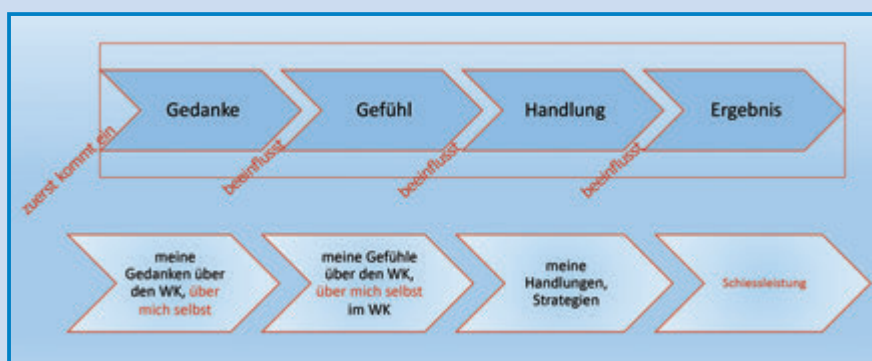 Gedanke
Gefühl
Handlung
Ergebnis
zuerst kommt ein
beeinflusst
beeinflusst
beeinflusst
meine
Gedanken über
den WK, über
mich selbst
meine Gefühle
über den WK,
über mich selbst
im WK
meine
Handlungen,
Strategien
Schiessleistung